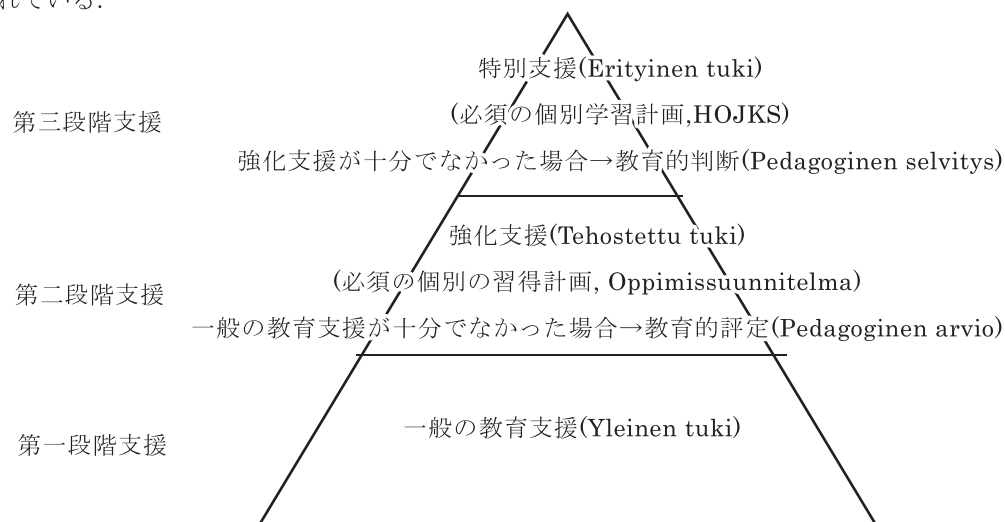 れている.
特別支援(Erityinen tuki)
第三段階支援
(必須の個別学習計画,HOJKS)
強化支援が十分でなかった場合→教育的判断(Pedagoginen selvitys)
強化支援(Tehostettu tuki)
第二段階支援
(必須の個別の習得計画, Oppimissuunnitelma)
一般の教育支援が十分でなかった場合→教育的評定(Pedagoginen arvio)
一般の教育支援(Yleinen tuki)
第一段階支援